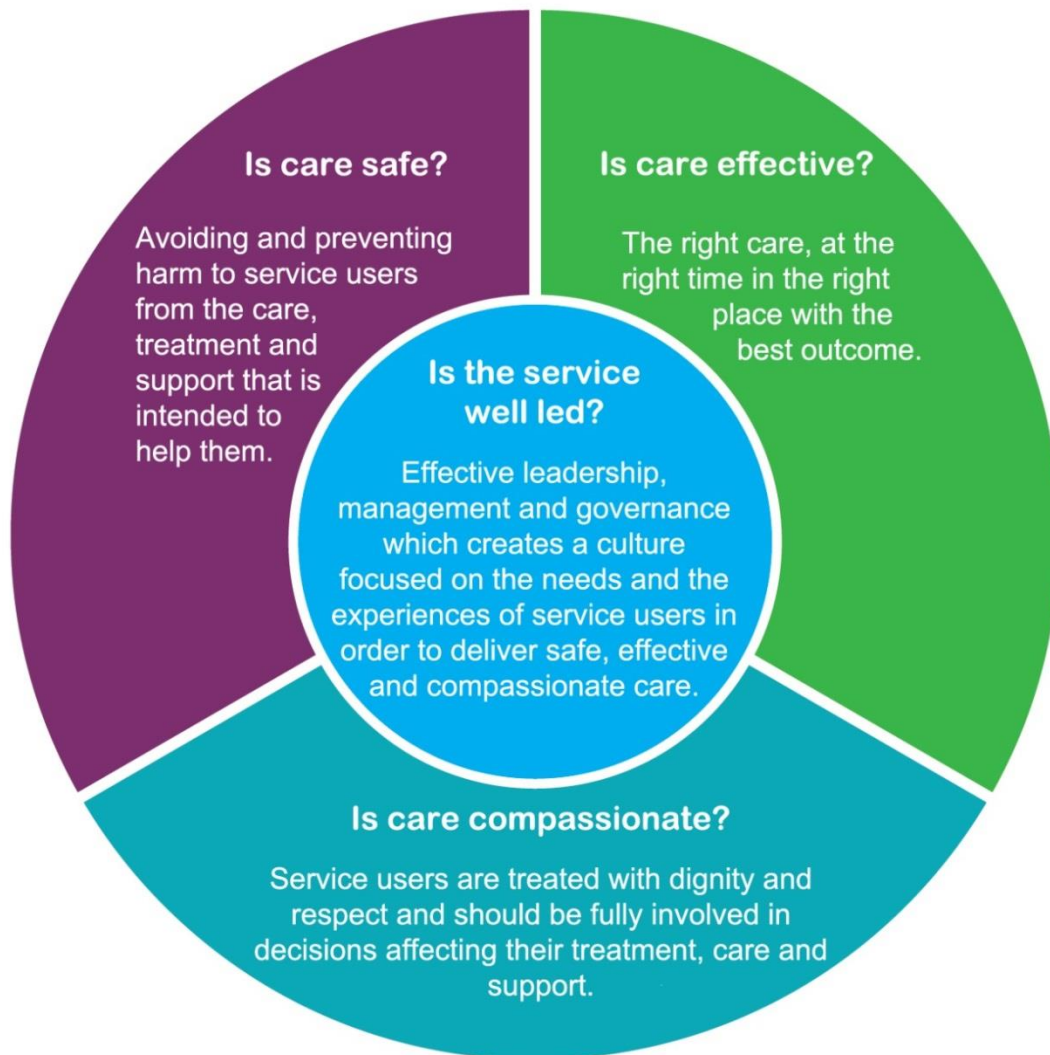 Is care safe?
Avoiding and preventing
harm to service users
from the care,
treatment and
support that is
intended to
help them.
Is care effective?
The right care, at the
right time in the right
place with the
best outcome.
Is the service
well led?
Effective leadership,
management and governance
which creates a culture
focused on the needs and the
experiences of service users in
order to deliver safe, effective
and compassionate care.
Is care compassionate?
Service users are treated with dignity and
respect and should be fully involved in
decisions affecting their treatment, care and
support.